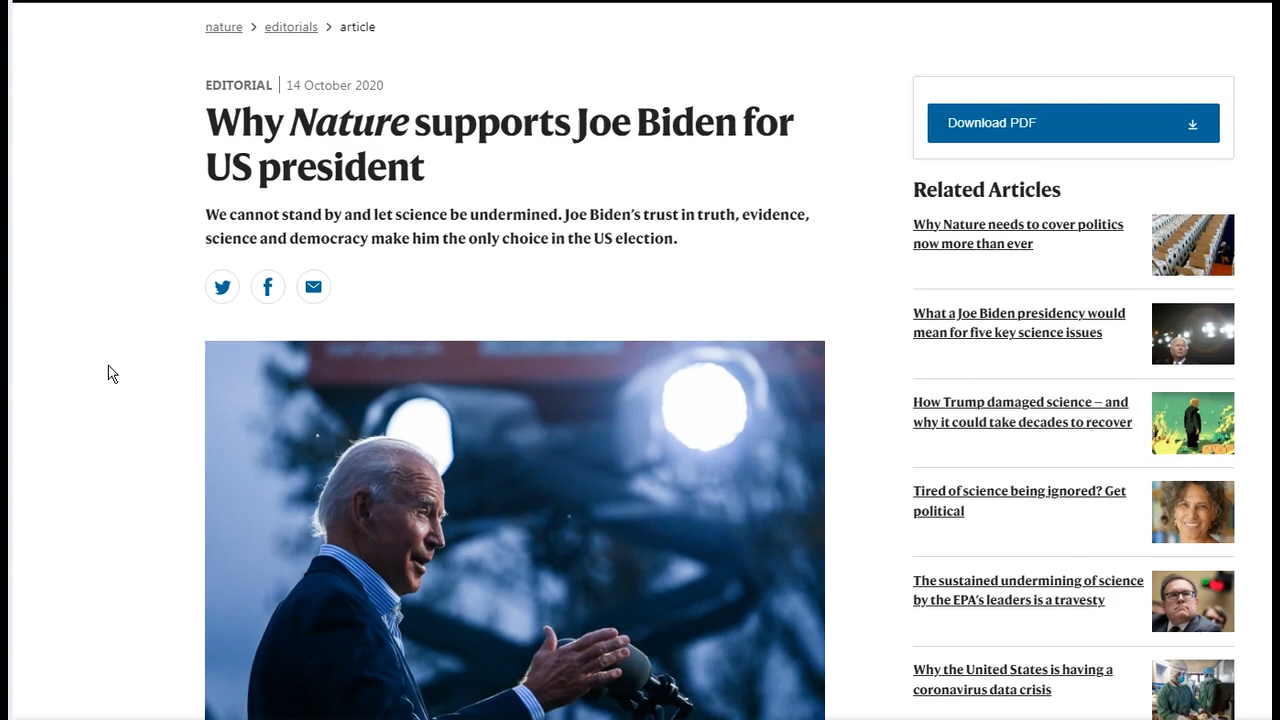 nature > editorials > article
EDITORIAL | 14 October 2020
Why Nature supports Joe Biden for
US president
We cannot stand by and let science be undermined. Joe Biden’s trust in truth, evidence,
science and democracy make him the only choice in the US election.
Download PDF
Related Articles
Why Nature needs to cover politics
now more than ever
What a Joe Biden presidency would
mean for five key science issues
How Trump damaged science – and
why it could take decades to recover
Tired of science being ignored? Get
political
The sustained undermining of science
by the EPA’s leaders is a travesty
Why the United States is having a
coronavirus data crisis